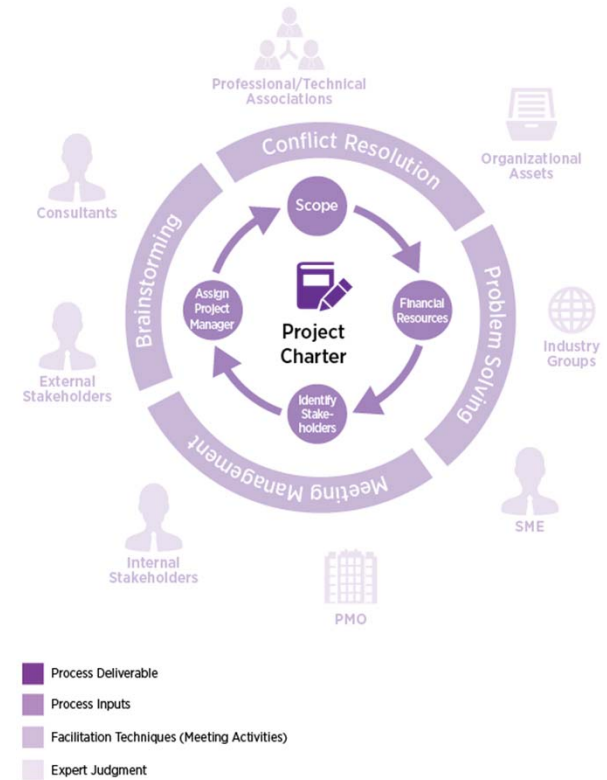 Professional/Technical
Associations
Organizational
Assets
Consultants
Conflict Resolution
Brainstorming
Problem Solving
Meeting Management
Scope
Assign
Project
Manager
Financial
Resources
Project
Charter
Identify
Stake-
holders
Industry
Groups
External
Stakeholders
SME
Internal
Stakeholders
PMO
Process Deliverable
Process Inputs
Facilitation Techniques (Meeting Activities)
Expert Judgment